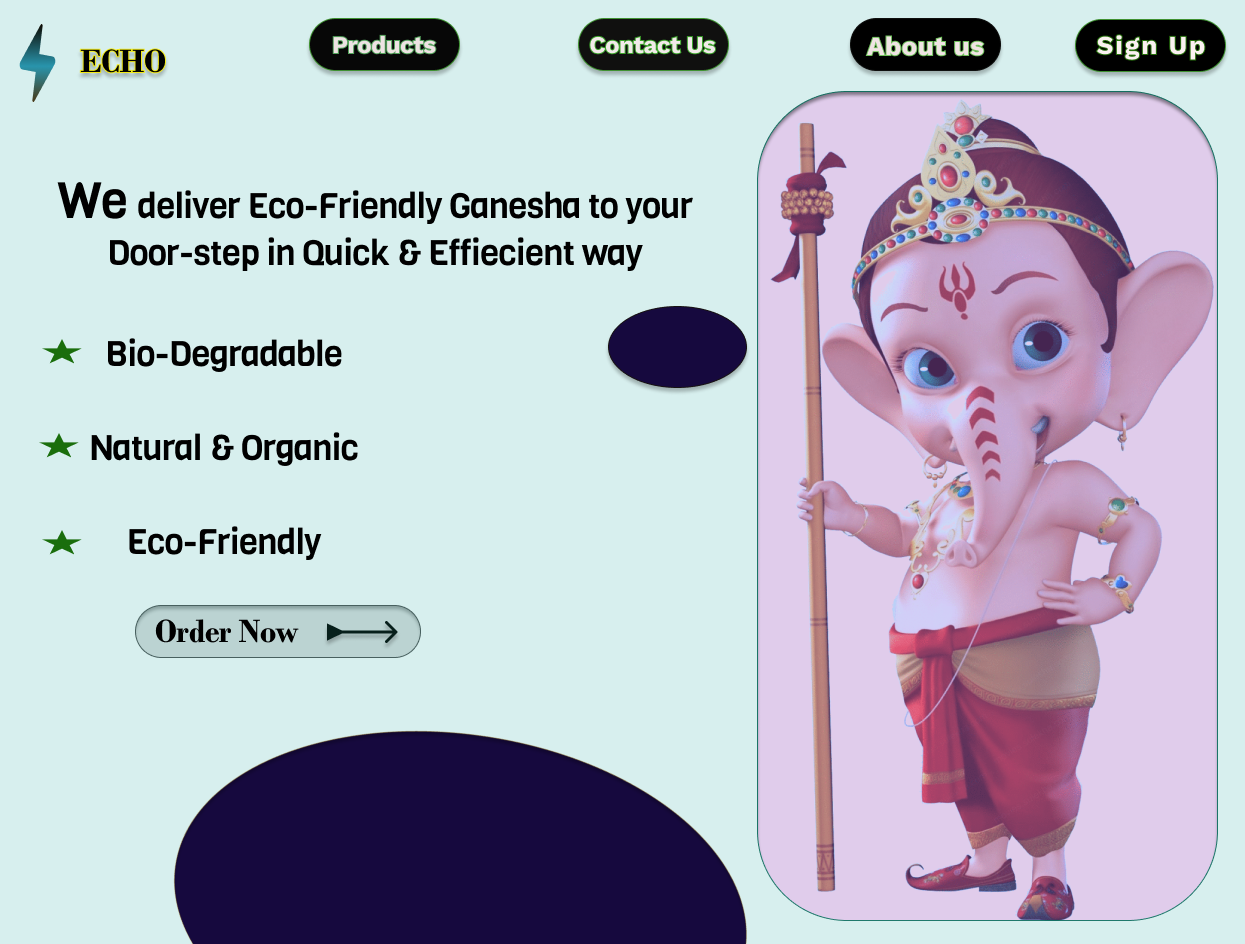 ECHO
Products
Contact Us
About us
Sign Up
We deliver Eco-Friendly Ganesha to your
Door-step in Quick & Effiecient way
Bio-Degradable
Natural & Organic
Eco-Friendly
Order Now